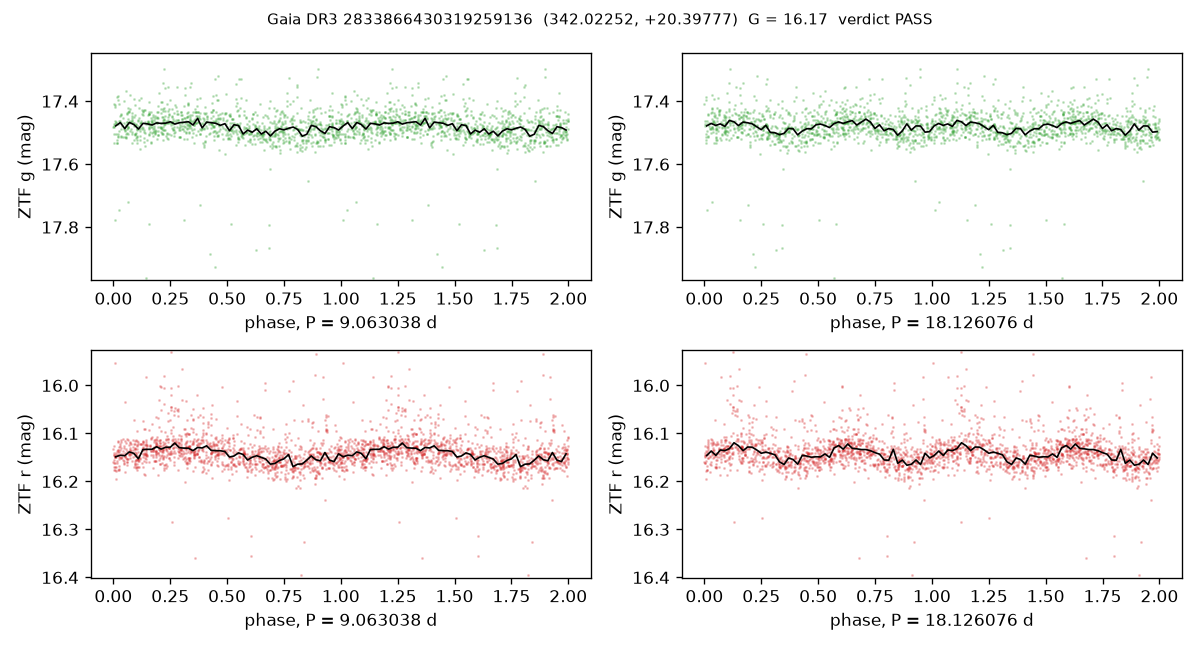 Gaia DR3 2833866430319259136  (342.02252, +20.39777)  G = 16.17  verdict PASS
ZTF g (mag)
17.4
17.6
17.8
0.00 0.25 0.50 0.75 1.00 1.25 1.50 1.75 2.00
phase, P = 9.063038 d
ZTF g (mag)
17.4
17.6
17.8
0.00 0.25 0.50 0.75 1.00 1.25 1.50 1.75 2.00
phase, P = 18.126076 d
ZTF r (mag)
16.0
16.1
16.2
16.3
16.4
0.00 0.25 0.50 0.75 1.00 1.25 1.50 1.75 2.00
phase, P = 9.063038 d
ZTF r (mag)
16.0
16.1
16.2
16.3
16.4
0.00 0.25 0.50 0.75 1.00 1.25 1.50 1.75 2.00
phase, P = 18.126076 d